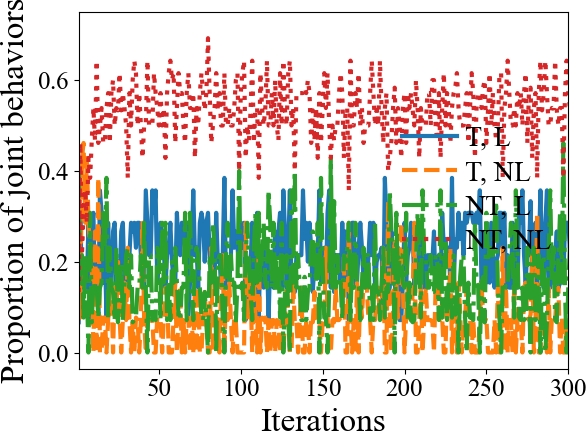 Proportion of joint behaviors
0.6
0.4
0.2
0.0
T, L
T, NL
NT, L
NT, NL
50
100
150
200
250
300
Iterations